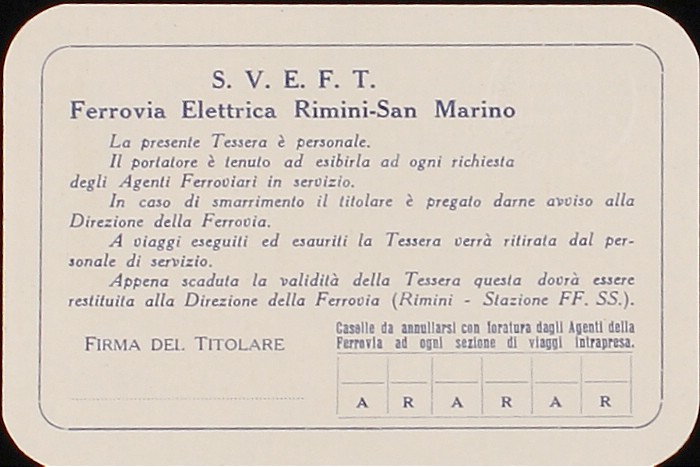 S. V. E. F. T.
Ferrovia Elettrica Rimini-San Marino
La presente Tessera è personale.
Il portatore è tenuto ad esibirla ad ogni richiesta
degli Agenti Ferroviari in servizio.
In caso di smarrimento il titolare è pregato darne avviso alla
Direzione della Ferrovia.
A viaggi eseguiti ed esauriti la Tessera verrà ritirata dal per-
sonale di servizio.
Appena scaduta la validità della Tessera questa dovrà essere
restituita alla Direzione della Ferrovia (Rimini - Stazione FF. SS.).
FIRMA DEL TITOLARE
Caselle da annullarsi con foratura dagli Agenti della
Ferrovia ad ogni sezione di viaggi intrapresa.
A R A R A R